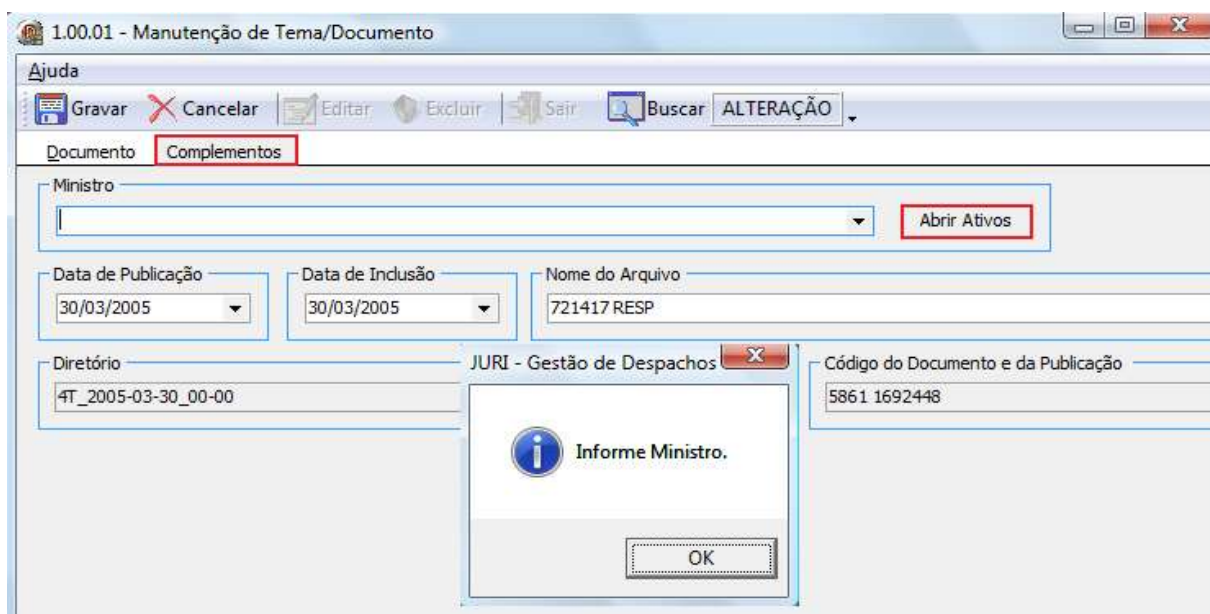 1.00.01 - Manutenção de Tema/Documento
Ajuda
Gravar Cancelar Editar Excluir Sair Buscar ALTERAÇÃO
Documento Complementos
Ministro
Abrir Ativos
Data de Publicação Data de Inclusão Nome do Arquivo
30/03/2005 30/03/2005 721417 RESP
Diretório JURI - Gestão de Despachos Código do Documento e da Publicação
4T_2005-03-30_00-00 5861 1692448
Informe Ministro.
OK